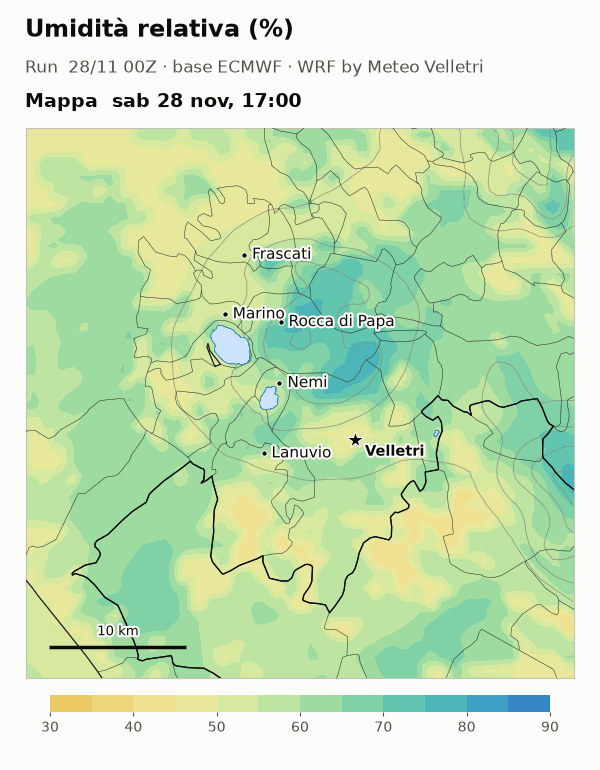 Umidità relativa (%)
Run  28/11 00Z · base ECMWF · WRF by Meteo Velletri
Mappa  sab 28 nov, 17:00
Frascati
Marino
Rocca di Papa
Nemi
Velletri
Lanuvio
10 km
30 40 50 60 70 80 90